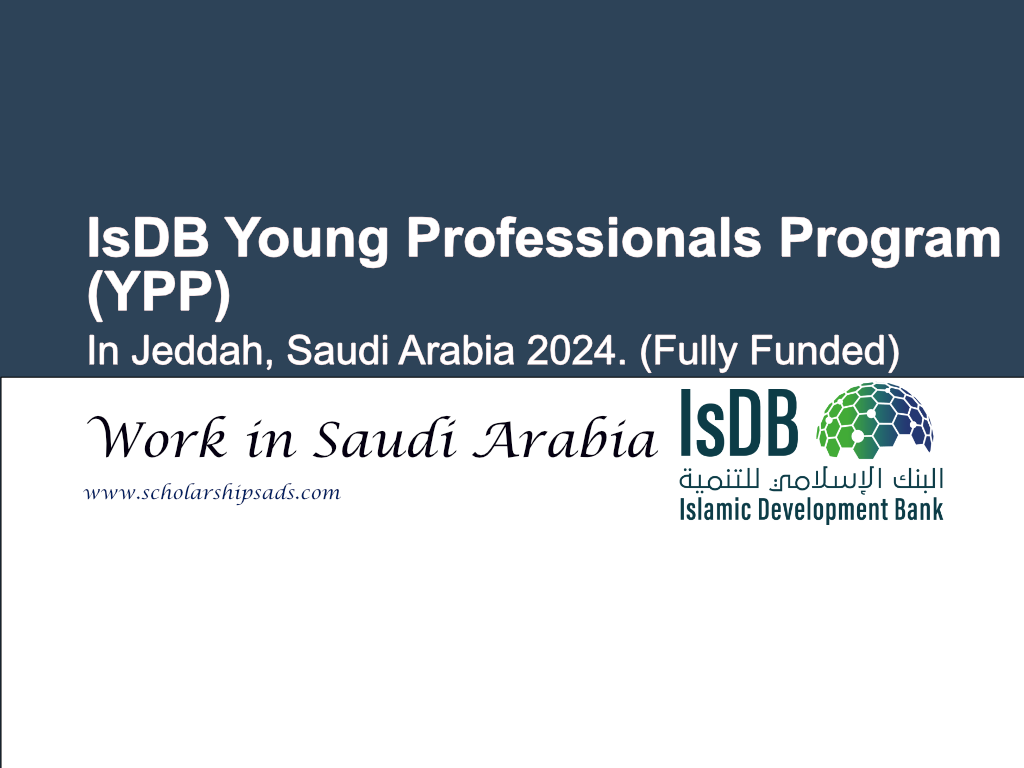 IsDB Young Professionals Program
(YPP)
In Jeddah, Saudi Arabia 2024. (Fully Funded)
Work in Saudi Arabia
www.scholarshipsads.com
IsDB
البنك الإسلامي للتنمية
Islamic Development Bank